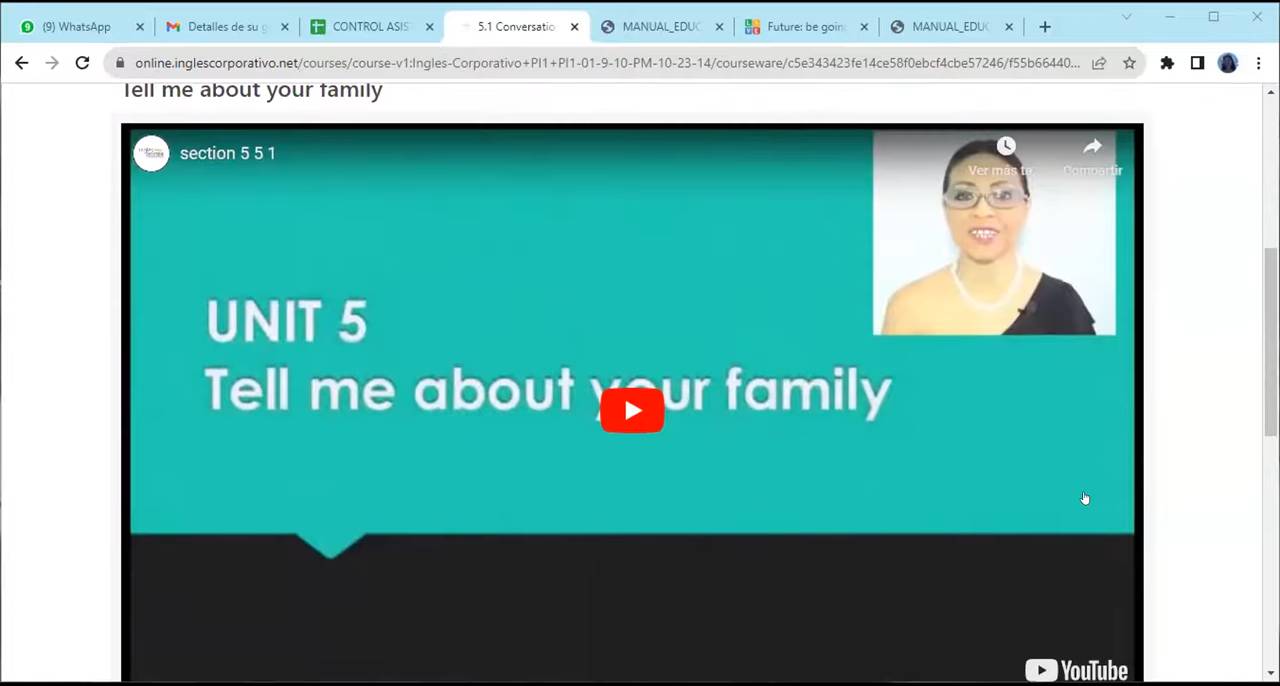 (9) WhatsApp
Detalles de su g
CONTROL ASIS
5.1 Conversatio
MANUAL_EDUC
Future: be goin
MANUAL_EDUC
online.inglescorporativo.net/courses/course-v1:Ingles-Corporativo+PI1+PI1-01-9-10-PM-10-23-14/courseware/c5e343423fe14ce58f0ebcf4cbe57246/f55b66440...
Tell me about your family
section 5 5 1
Ver más ta
Compartir
UNIT 5
Tell me about your family
YouTube